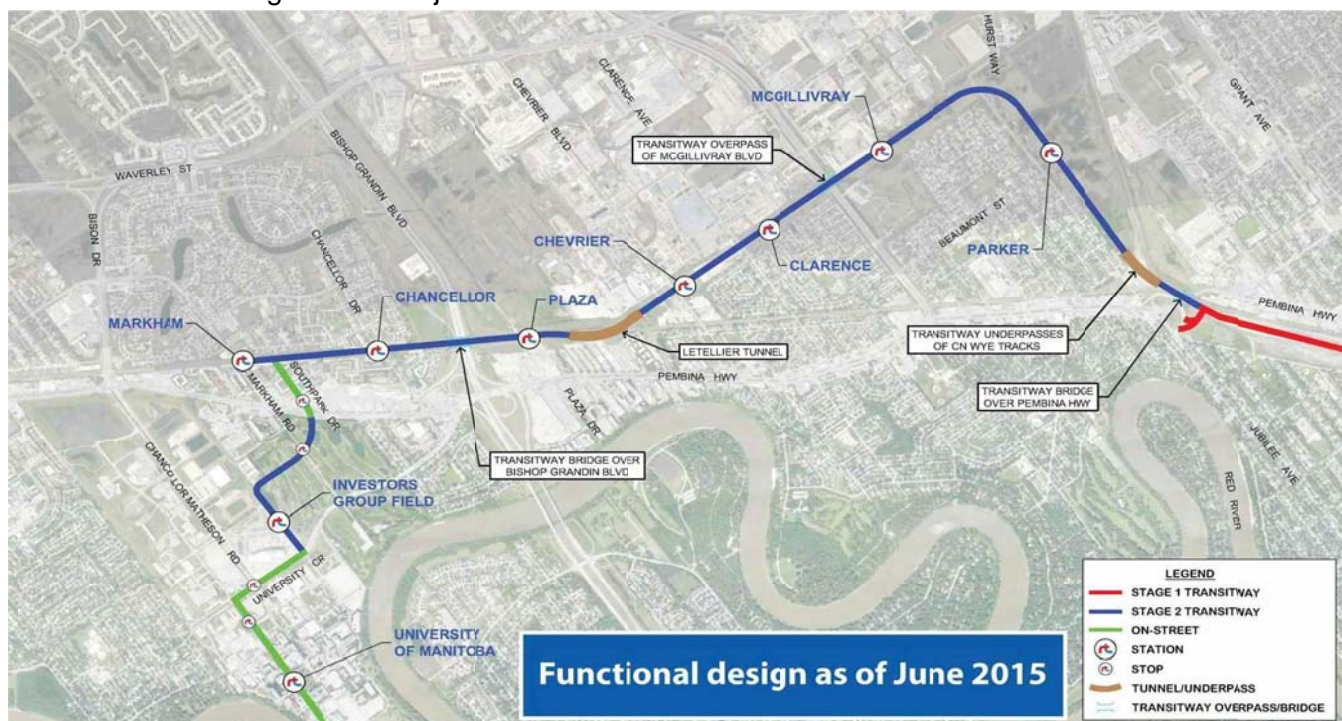 HURST WAY
GRANT AVE
CLARENCE AVE
CHEVRIER BLVD
MCGILLIVRAY
TRANSITWAY OVERPASS
OF MCGILLIVRAY BLVD
WAVERLEY ST
BISHOP GRANDIN BLVD
BISON DR
BEAUMONT ST
CHANCELLOR DR
CHEVRIER
CLARENCE
PARKER
CHANCELLOR
PLAZA
MARKHAM
PEMBINA HWY
LETELLIER TUNNEL
TRANSITWAY UNDERPASSES
OF CN WYE TRACKS
PEMBINA HWY
SOUTHPARK DR
MARKHAM RD
PLAZA DR
TRANSITWAY BRIDGE
OVER PEMBINA HWY
TRANSITWAY BRIDGE OVER
BISHOP GRANDIN BLVD
JUBILEE AVE
RED RIVER
CHANCELLOR MATHESON RD
INVESTORS
GROUP FIELD
UNIVERSITY CR
UNIVERSITY
OF MANITOBA
Functional design as of June 2015
LEGEND
STAGE 1 TRANSITWAY
STAGE 2 TRANSITWAY
ON-STREET
STATION
STOP
TUNNEL/UNDERPASS
TRANSITWAY OVERPASS/BRIDGE